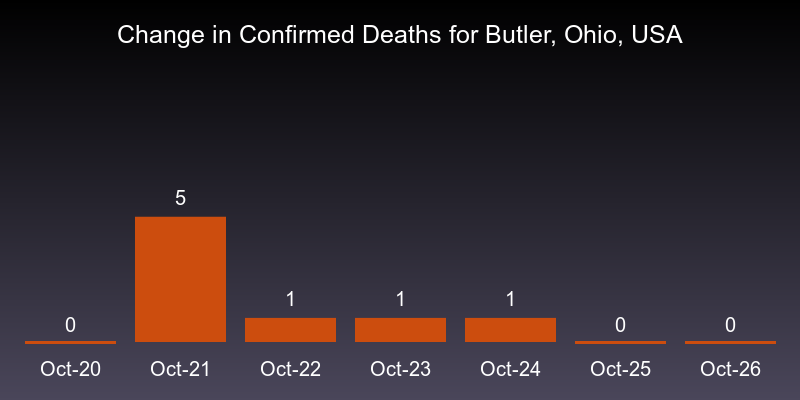 Change in Confirmed Deaths for Butler, Ohio, USA
5
1 1 1
0 0 0
Oct-20 Oct-21 Oct-22 Oct-23 Oct-24 Oct-25 Oct-26